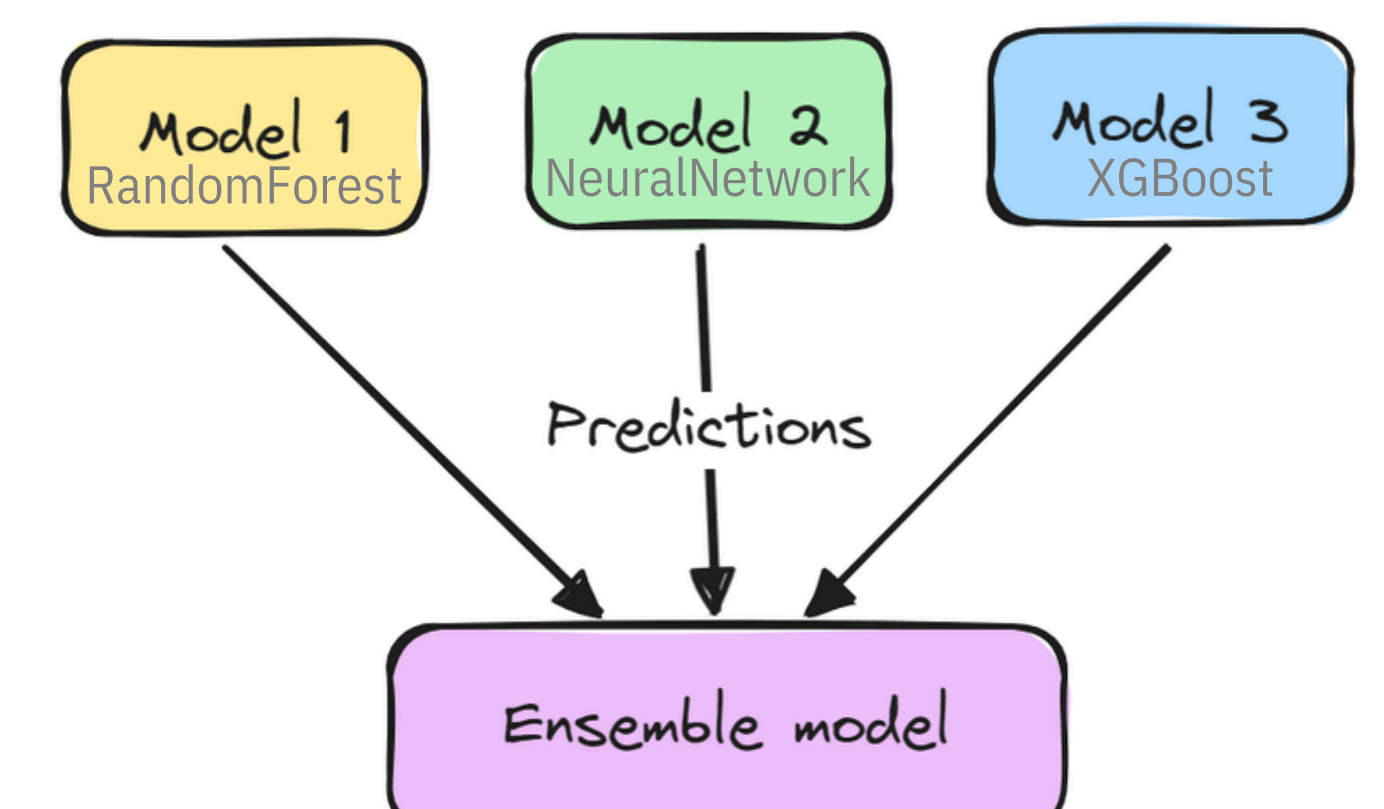 Model 1
RandomForest
Model 2
NeuralNetwork
Model 3
XGBoost
Predictions
Ensemble model